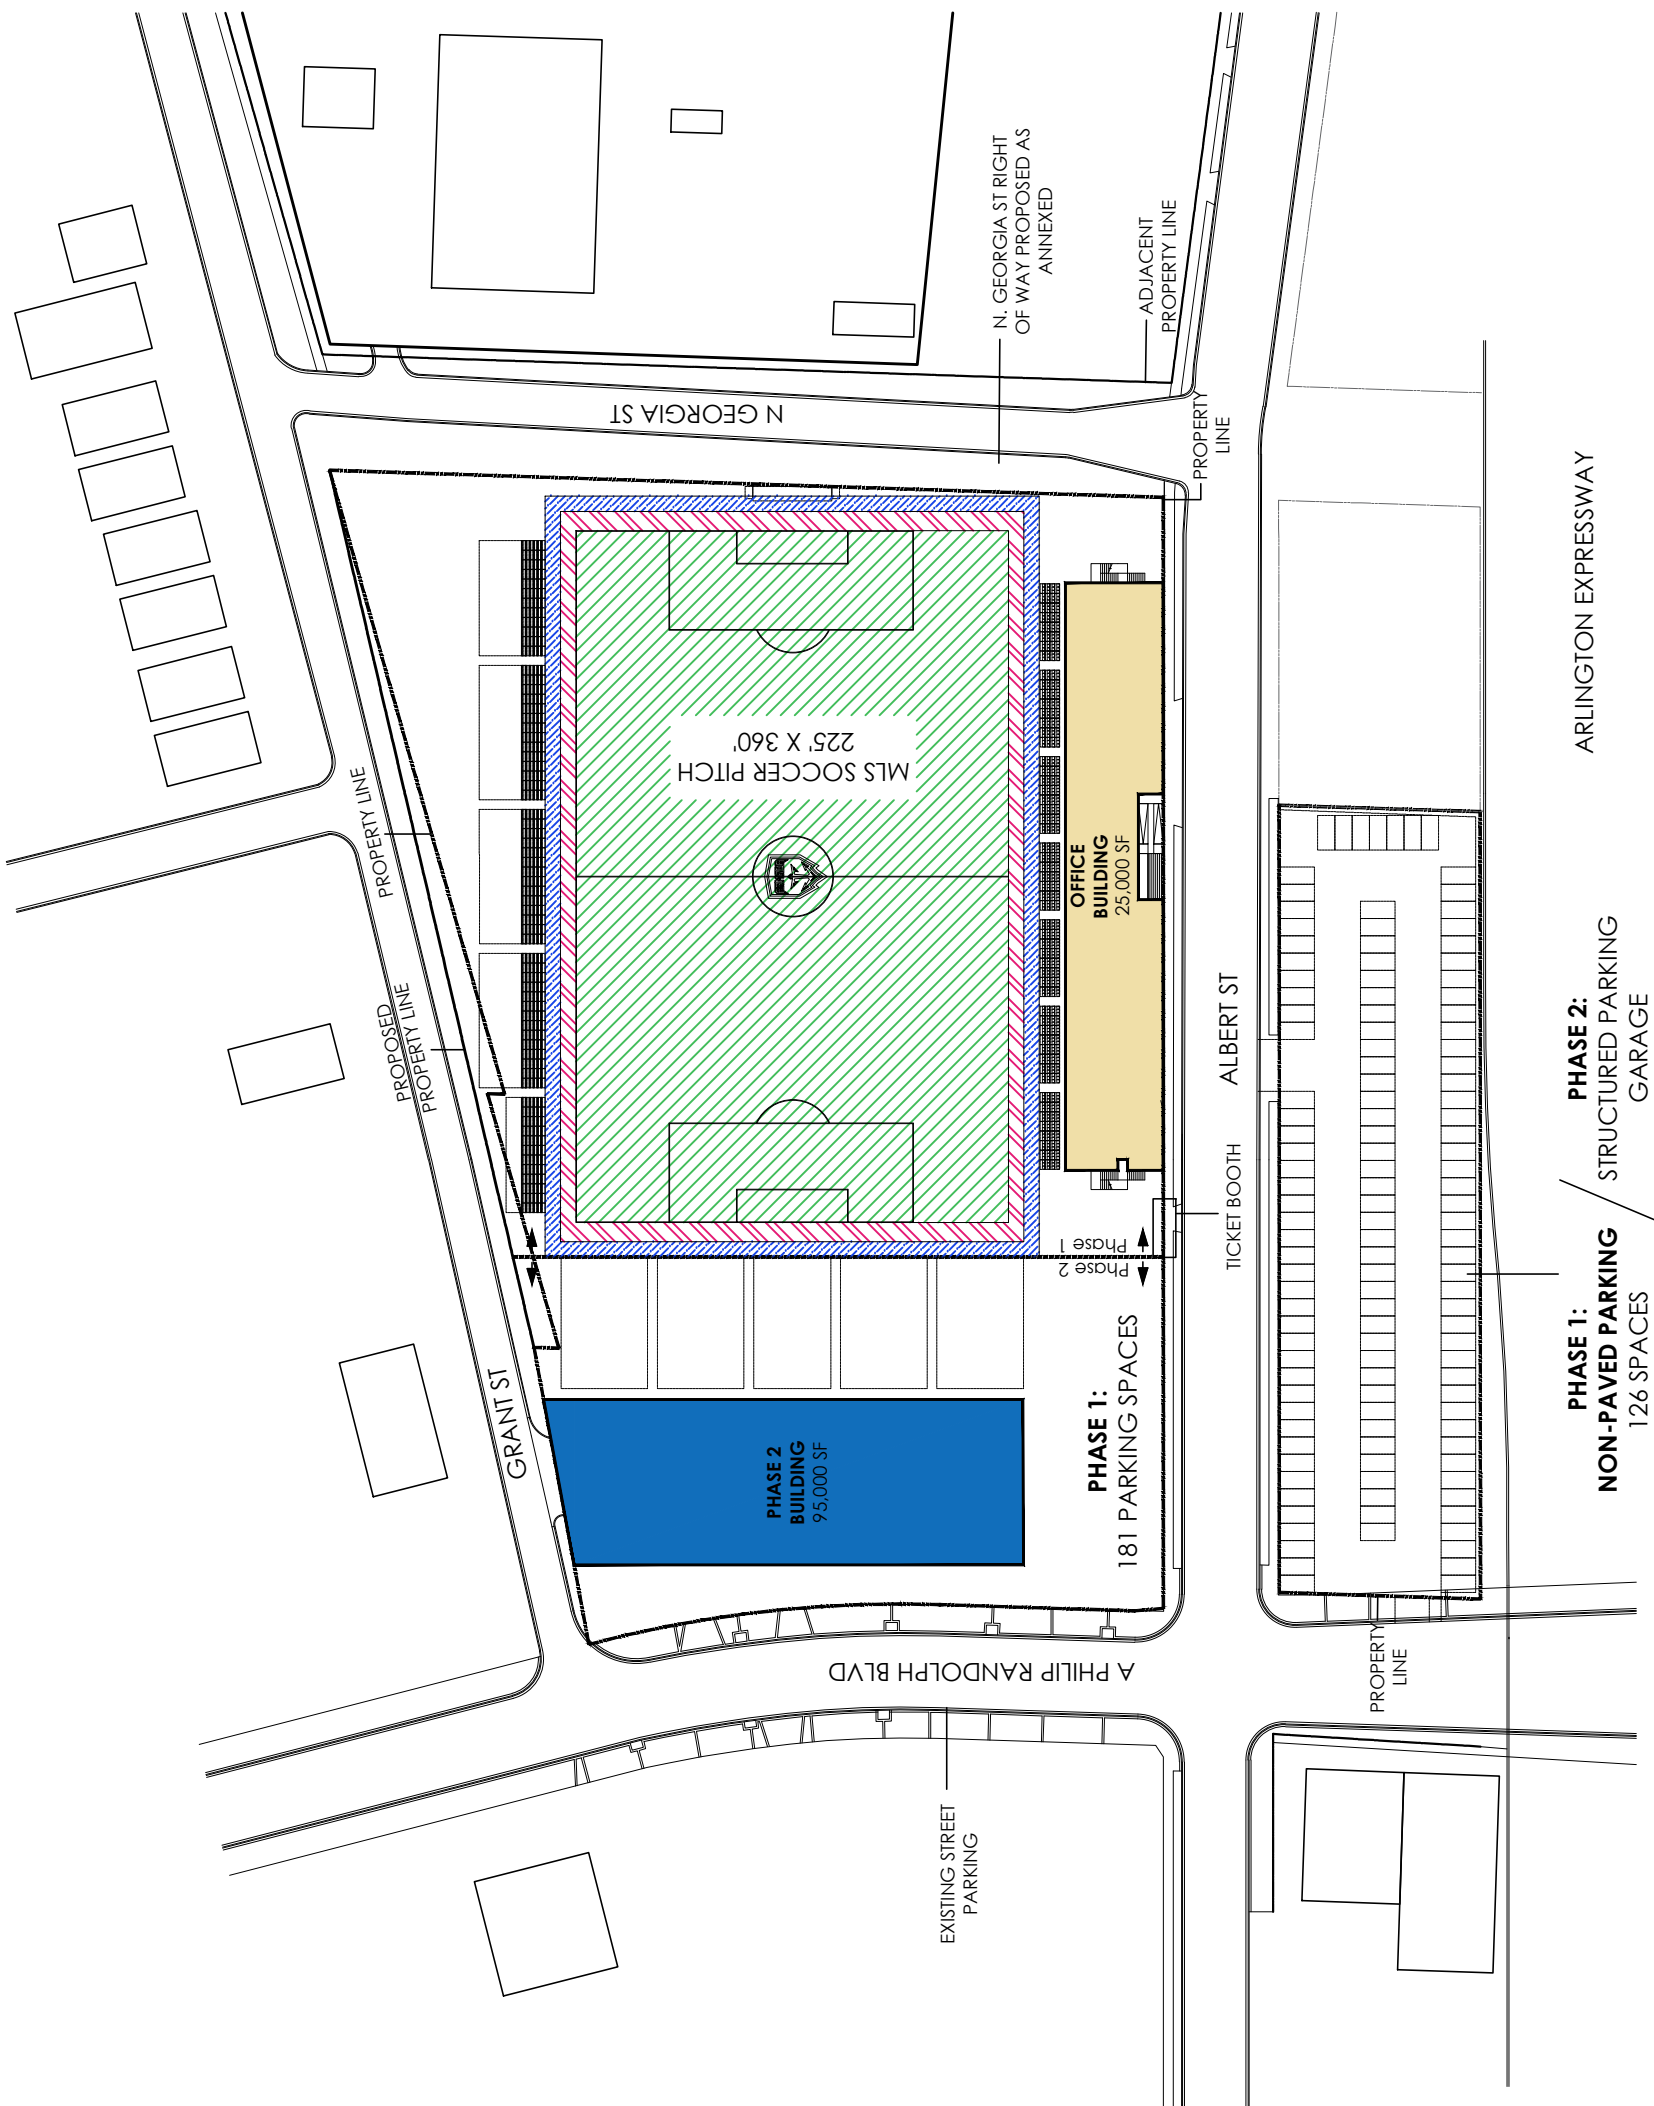 GRANT ST
PROPERTY LINE
PROPOSED
PROPERTY LINE
N GEORGIA ST
N. GEORGIA ST RIGHT
OF WAY PROPOSED AS
ANNEXED
ADJACENT
PROPERTY LINE
PROPERTY
LINE
MLS SOCCER PITCH
225' X 360'
OFFICE
BUILDING
25,000 SF
PHASE 2
BUILDING
95,000 SF
Phase 1
Phase 2
PHASE 1:
181 PARKING SPACES
TICKET BOOTH
ALBERT ST
A PHILIP RANDOLPH BLVD
EXISTING STREET
PARKING
PROPERTY
LINE
ARLINGTON EXPRESSWAY
PHASE 1:
NON-PAVED PARKING
126 SPACES
PHASE 2:
STRUCTURED PARKING
GARAGE